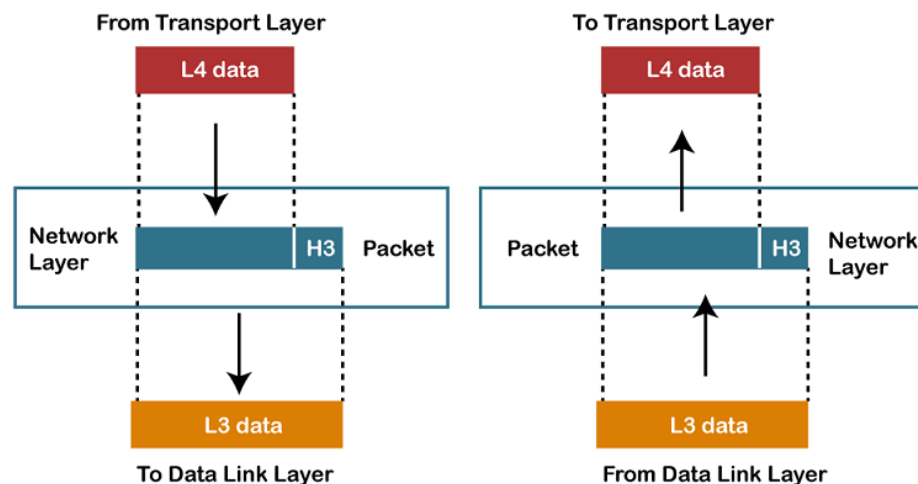 From Transport Layer
L4 data
Network
Layer
H3
Packet
L3 data
To Data Link Layer
To Transport Layer
L4 data
Packet
H3
Network
Layer
L3 data
From Data Link Layer